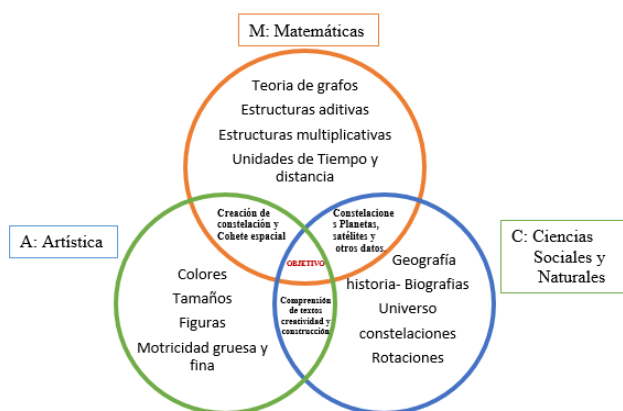 M: Matemáticas
Teoria de grafos
Estructuras aditivas
Estructuras multiplicativas
Unidades de Tiempo y
distancia
Creación de
constelación y
Cohete espacial
Constelacione
s Planetas,
satélites y
otros datos.
A: Artística
C: Ciencias
Sociales y
Naturales
OBJETIVO
Colores
Tamaños
Figuras
Motricidad gruesa y
fina
Comprensión
de textos
creatividad y
construcción
Geografía
historia- Biografias
Universo
constelaciones
Rotaciones